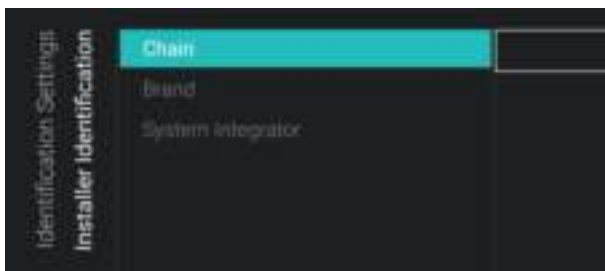 Identification Settings
Installer Identification
Chain
Brand
System Integrator